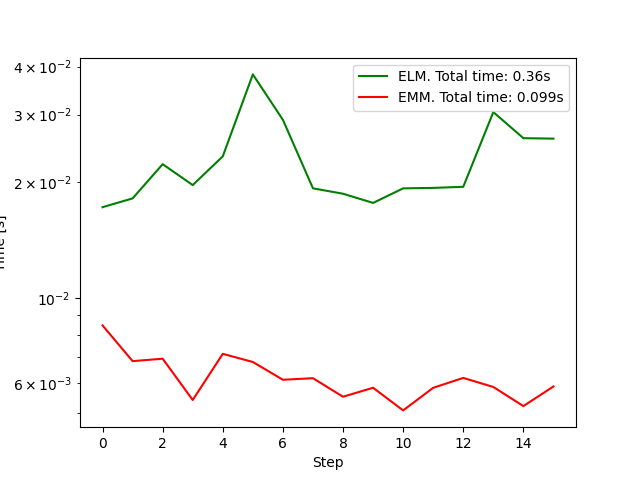 4 × 10⁻²
3 × 10⁻²
2 × 10⁻²
10⁻²
6 × 10⁻³
Time [s]
ELM. Total time: 0.36s
EMM. Total time: 0.099s
0 2 4 6 8 10 12 14
Step